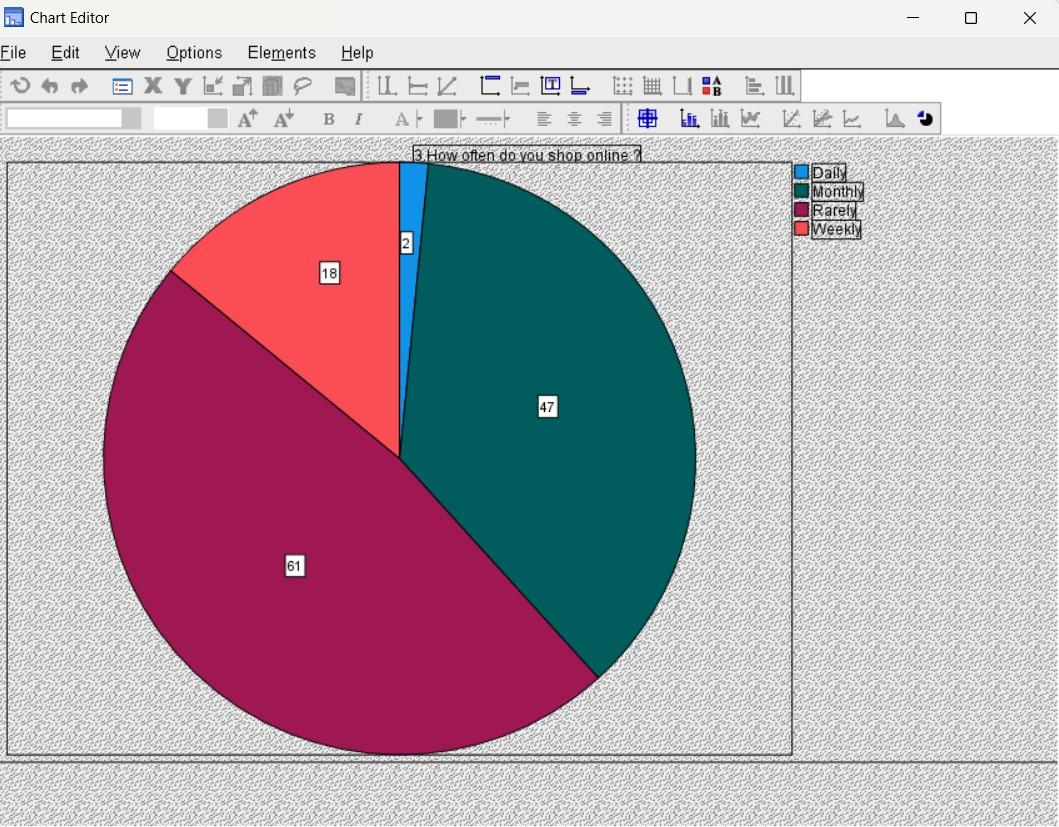 Chart Editor
File Edit View Options Elements Help
X Y T A B
A A B I A
3.How often do you shop online ?
Daily
Monthly
Rarely
Weekly
2
18
47
61